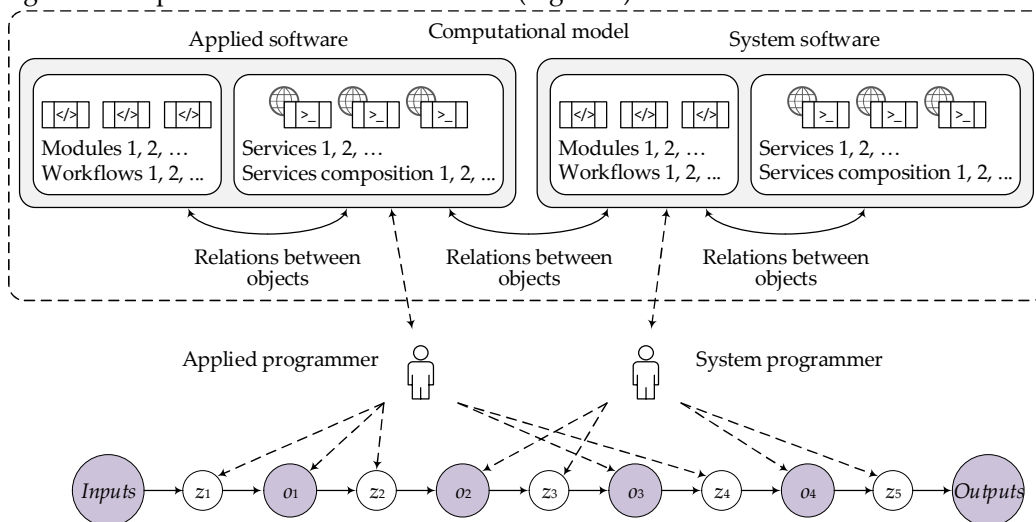 Computational model
Applied software
System software
</> </> </>
>_ >_ >_
Modules 1, 2, …
Workflows 1, 2, ...
Services 1, 2, …
Services composition 1, 2, ...
</> </> </>
>_ >_ >_
Modules 1, 2, …
Workflows 1, 2, ...
Services 1, 2, …
Services composition 1, 2, ...
Relations between
objects
Relations between
objects
Relations between
objects
Applied programmer
System programmer
Inputs z1 o1 z2 o2 z3 o3 z4 o4 z5 Outputs